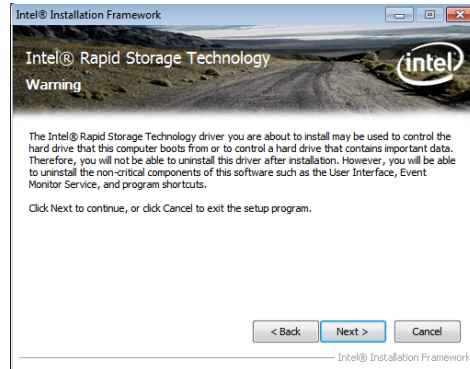 Intel® Installation Framework
Intel® Rapid Storage Technology
intel
Warning
The Intel® Rapid Storage Technology driver you are about to install may be used to control the
hard drive that this computer boots from or to control a hard drive that contains important data.
Therefore, you will not be able to uninstall this driver after installation. However, you will be able
to uninstall the non-critical components of this software such as the User Interface, Event
Monitor Service, and program shortcuts.
Click Next to continue, or click Cancel to exit the setup program.
< Back Next > Cancel
Intel® Installation Framework